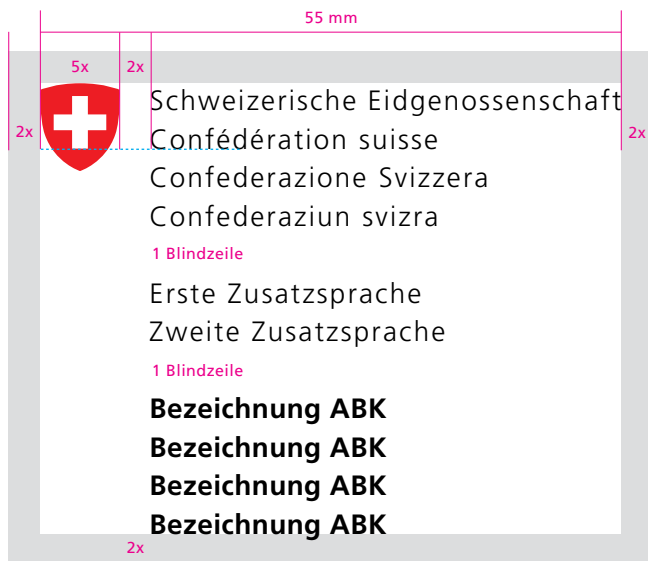 55 mm
5x
2x
2x
2x
Schweizerische Eidgenossenschaft
Confédération suisse
Confederazione Svizzera
Confederaziun svizra
1 Blindzeile
Erste Zusatzsprache
Zweite Zusatzsprache
1 Blindzeile
Bezeichnung ABK
Bezeichnung ABK
Bezeichnung ABK
Bezeichnung ABK
2x